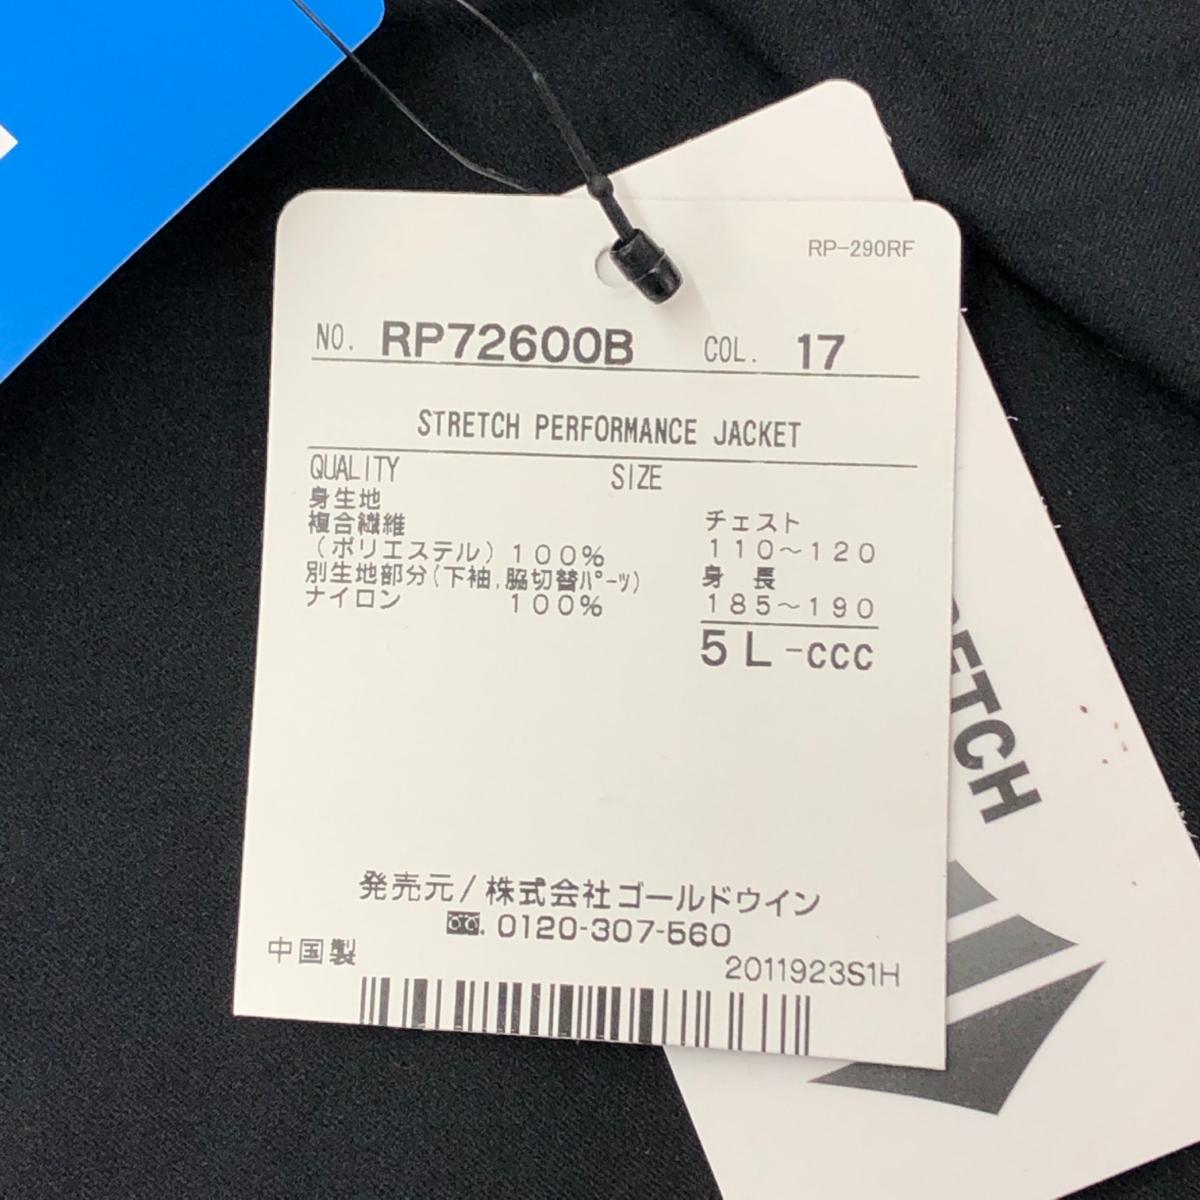 RP-290RF
NO. RP72600B COL. 17
STRETCH PERFORMANCE JACKET
QUALITY SIZE
身生地
複合繊維 チェスト
(ポリエステル) 100% 110~120
別生地部分(下袖,脇切替ﾊﾟｰﾂ) 身 長
ナイロン 100% 185~190
5L-CCC
発売元/株式会社ゴールドウイン
0120-307-560
中国製
2011923S1H
ETCH